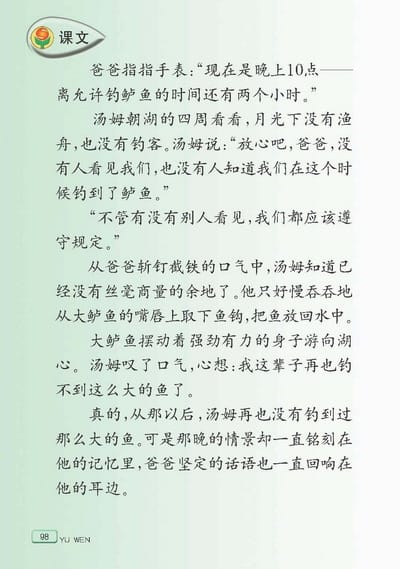 课文
爸爸指指手表：“现在是晚上10点——
离允许钓鲈鱼的时间还有两个小时。”
汤姆朝湖的四周看看，月光下没有渔
舟，也没有钓客。汤姆说：“放心吧，爸爸，没
有人看见我们，也没有人知道我们在这个时
候钓到了鲈鱼。”
“不管有没有别人看见，我们都应该遵
守规定。”
从爸爸斩钉截铁的口气中，汤姆知道已
经没有丝毫商量的余地了。他只好慢吞吞地
从大鲈鱼的嘴唇上取下鱼钩，把鱼放回水中。
大鲈鱼摆动着强劲有力的身子游向湖
心。汤姆叹了口气，心想：我这辈子再也钓
不到这么大的鱼了。
真的，从那以后，汤姆再也没有钓到过
那么大的鱼。可是那晚的情景却一直铭刻在
他的记忆里，爸爸坚定的话语也一直回响在
他的耳边。
98 YU WEN